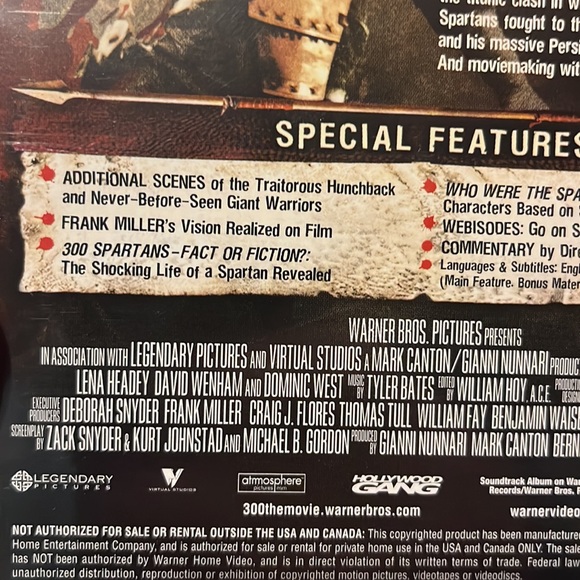 the titanic clash in w
Spartans fought to th
and his massive Persi
And moviemaking wit
SPECIAL FEATURES
ADDITIONAL SCENES of the Traitorous Hunchback
and Never-Before-Seen Giant Warriors
FRANK MILLER's Vision Realized on Film
300 SPARTANS-FACT OR FICTION?:
The Shocking Life of a Spartan Revealed
WHO WERE THE SPA
Characters Based on
WEBISODES: Go on S
COMMENTARY by Dire
Languages & Subtitles: Engl
(Main Feature. Bonus Mater
WARNER BROS. PICTURES PRESENTS
IN ASSOCIATION WITH LEGENDARY PICTURES AND VIRTUAL STUDIOS A MARK CANTON/GIANNI NUNNARI PRODUC
LENA HEADEY DAVID WENHAM AND DOMINIC WEST MUSIC BY TYLER BATES EDITED BY WILLIAM HOY, A.C.E. PRODUCT DESIGN
EXECUTIVE PRODUCERS DEBORAH SNYDER FRANK MILLER CRAIG J. FLORES THOMAS TULL WILLIAM FAY BENJAMIN WAIS
SCREENPLAY BY ZACK SNYDER & KURT JOHNSTAD AND MICHAEL B. GORDON PRODUCED BY GIANNI NUNNARI MARK CANTON BERN
LEGENDARY PICTURES
VIRTUAL STUDIOS
atmosphere pictures mm
HOLLYWOOD GANG
Soundtrack Album on War
Records/Warner Bros. R
300themovie.warnerbros.com
warnervideo
NOT AUTHORIZED FOR SALE OR RENTAL OUTSIDE THE USA AND CANADA: This copyrighted product has been manufacture
Home Entertainment Company, and is authorized for sale or rental for private home use in the USA and Canada ONLY. The sale
has NOT been authorized by Warner Home Video, and is in direct violation of its written terms of trade. Federal law
unauthorized distribution, reproduction or exhibition of copyrighted motion pictures, videotapes or videodiscs.